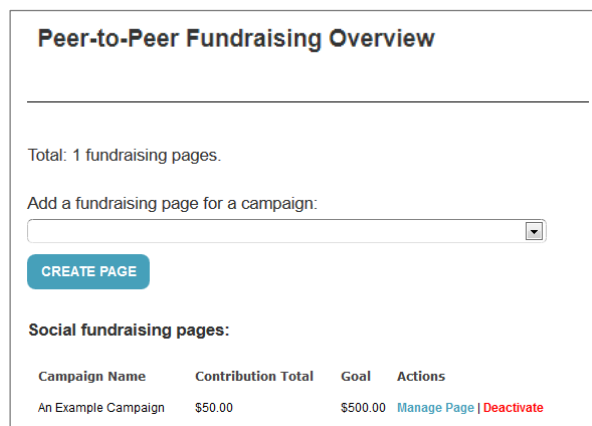 Peer-to-Peer Fundraising Overview
Total: 1 fundraising pages.
Add a fundraising page for a campaign:
CREATE PAGE
Social fundraising pages:
Campaign Name Contribution Total Goal Actions
An Example Campaign $50.00 $500.00 Manage Page | Deactivate